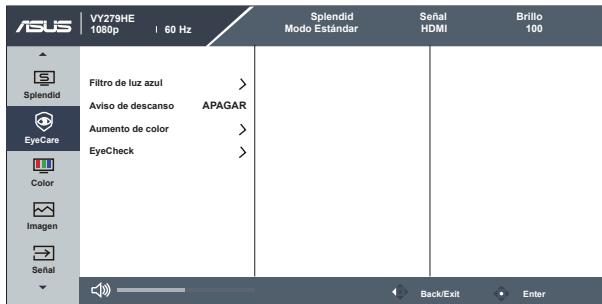 ASUS
VY279HE
1080p 60 Hz
Splendid
Modo Estándar
Señal
HDMI
Brillo
100
Splendid
EyeCare
Color
Imagen
Señal
Filtro de luz azul
Aviso de descanso APAGAR
Aumento de color
EyeCheck
Back/Exit
Enter